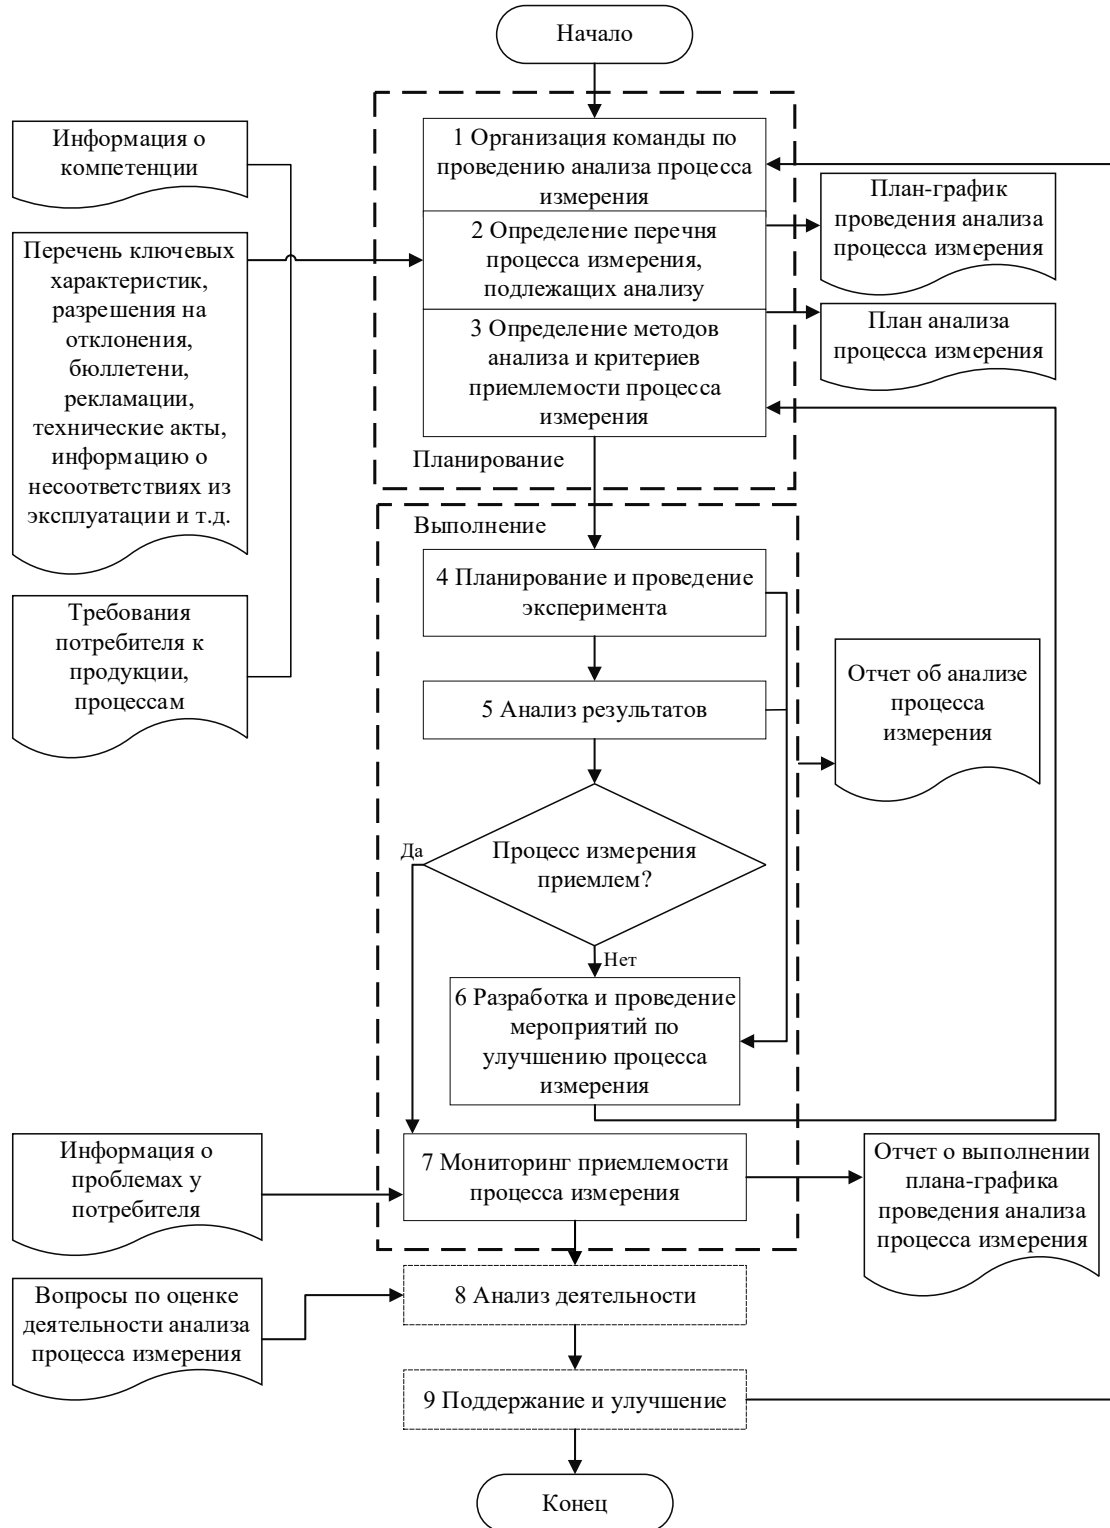 Начало
Информация о
компетенции
1 Организация команды по
проведению анализа процесса
измерения
План-график
проведения анализа
процесса измерения
Перечень ключевых
характеристик,
разрешения на
отклонения,
бюллетени,
рекламации,
технические акты,
информацию о
несоответствиях из
эксплуатации и т.д.
2 Определение перечня
процесса измерения,
подлежащих анализу
План анализа
процесса измерения
3 Определение методов
анализа и критериев
приемлемости процесса
измерения
Планирование
Выполнение
4 Планирование и проведение
эксперимента
Требования
потребителя к
продукции,
процессам
5 Анализ результатов
Отчет об анализе
процесса
измерения
Процесс измерения
приемлем?
Да
Нет
6 Разработка и проведение
мероприятий по
улучшению процесса
измерения
Информация о
проблемах у
потребителя
7 Мониторинг приемлемости
процесса измерения
Отчет о выполнении
плана-графика
проведения анализа
процесса измерения
Вопросы по оценке
деятельности анализа
процесса измерения
8 Анализ деятельности
9 Поддержание и улучшение
Конец